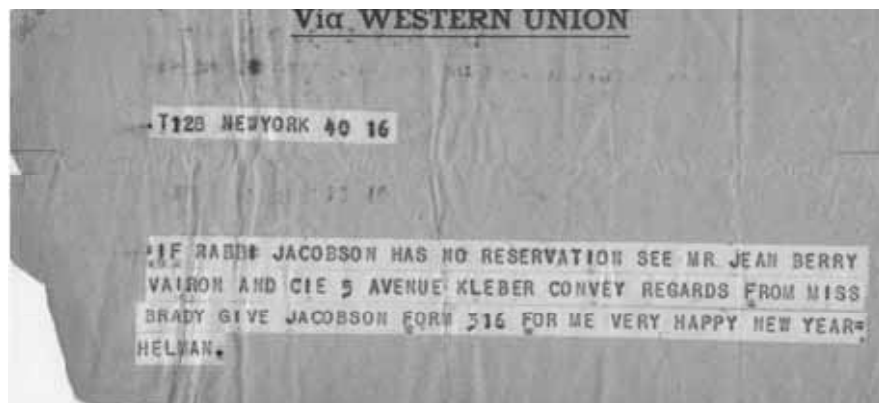 Via WESTERN UNION
T128 NEWYORK 40 16
IF RABBI JACOBSON HAS NO RESERVATION SEE MR JEAN BERRY
VAIRON AND CIE 5 AVENUE KLEBER CONVEY REGARDS FROM MISS
BRADY GIVE JACOBSON FORM 316 FOR ME VERY HAPPY NEW YEAR=
HELMAN.